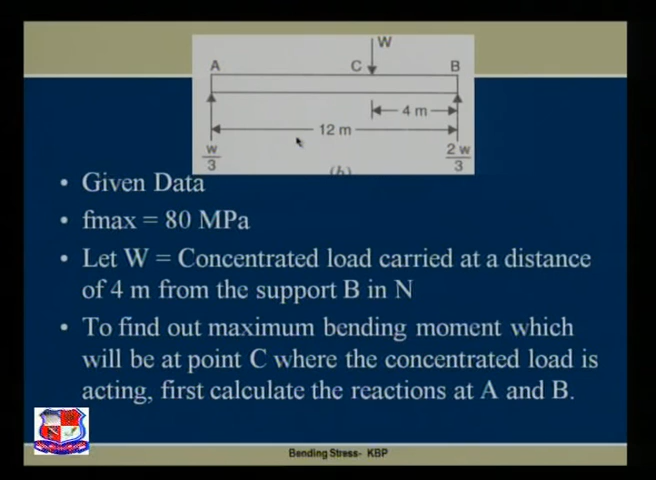 W
A C B
4 m
12 m
w
3
2 w
3
(b)
• Given Data
• fmax = 80 MPa
• Let W = Concentrated load carried at a distance
of 4 m from the support B in N
• To find out maximum bending moment which
will be at point C where the concentrated load is
acting, first calculate the reactions at A and B.
Bending Stress- KBP